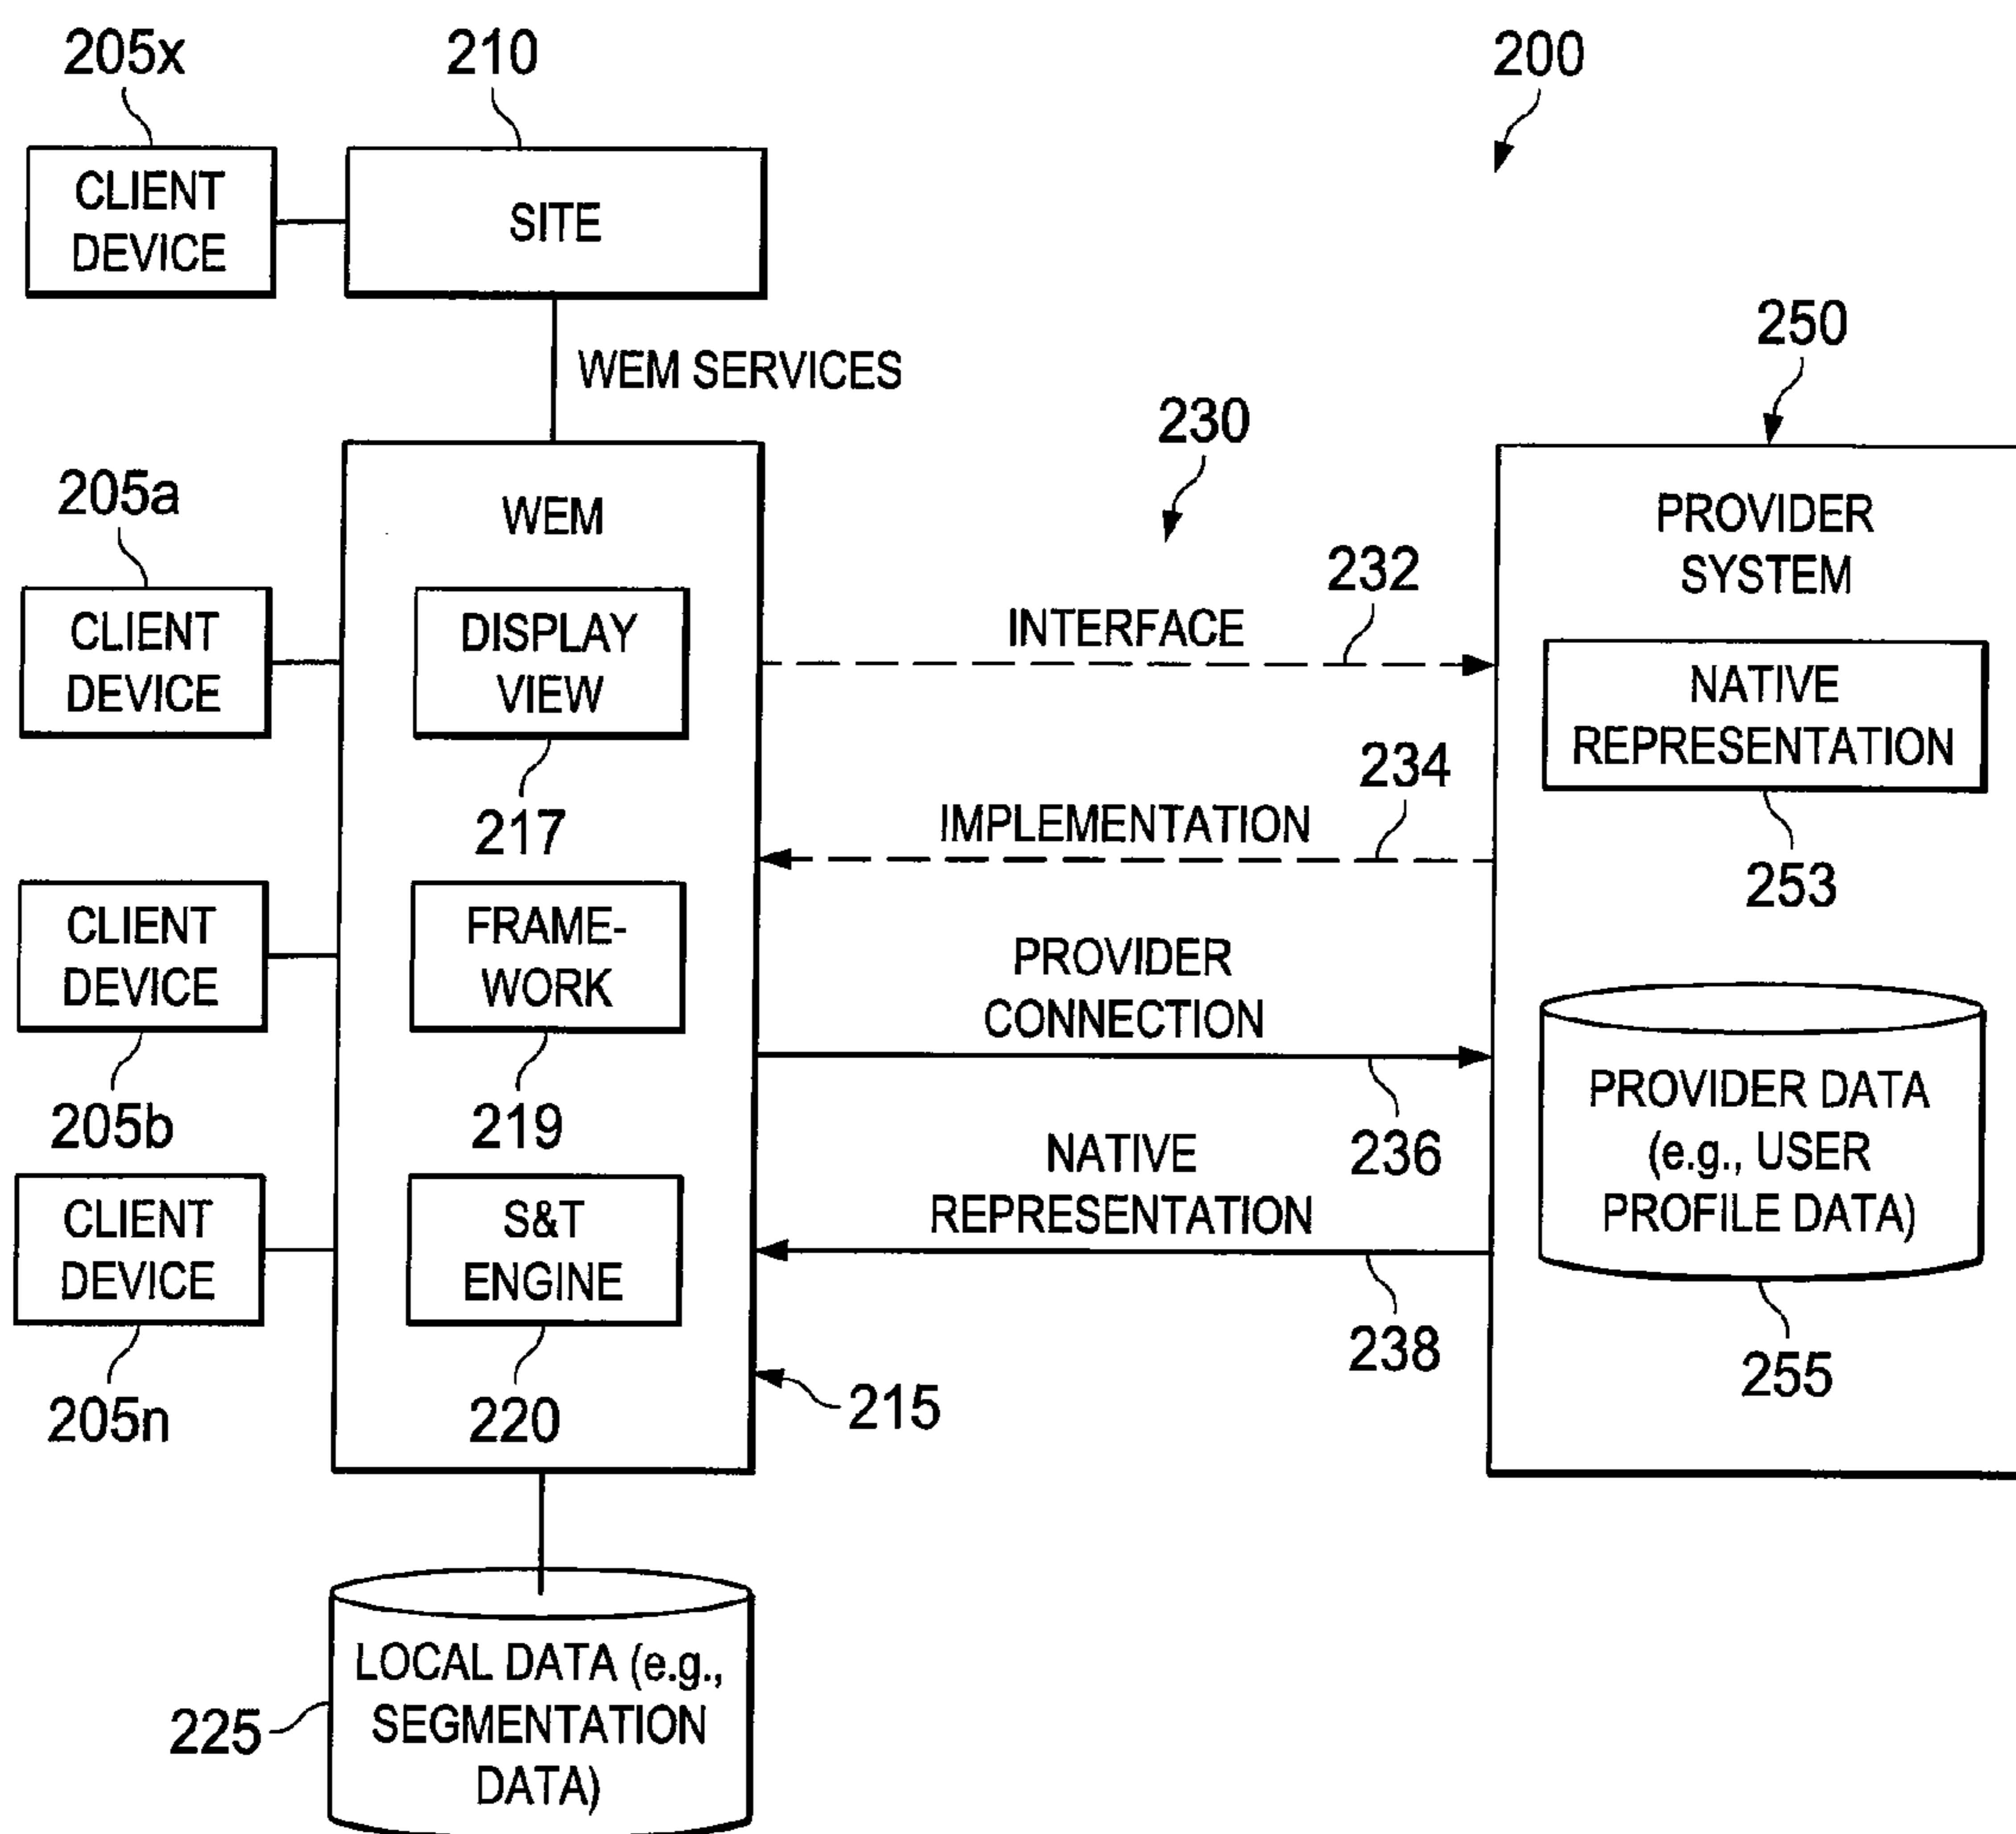 205x
210
200
CLIENT
DEVICE
SITE
WEM SERVICES
250
230
205a
WEM
PROVIDER
SYSTEM
CLIENT
DEVICE
DISPLAY
VIEW
217
INTERFACE
232
NATIVE
REPRESENTATION
253
IMPLEMENTATION
234
CLIENT
DEVICE
205b
FRAME-
WORK
219
PROVIDER
CONNECTION
236
PROVIDER DATA
(e.g., USER
PROFILE DATA)
255
NATIVE
REPRESENTATION
238
CLIENT
DEVICE
205n
S&T
ENGINE
220
215
LOCAL DATA (e.g.,
SEGMENTATION
DATA)
225